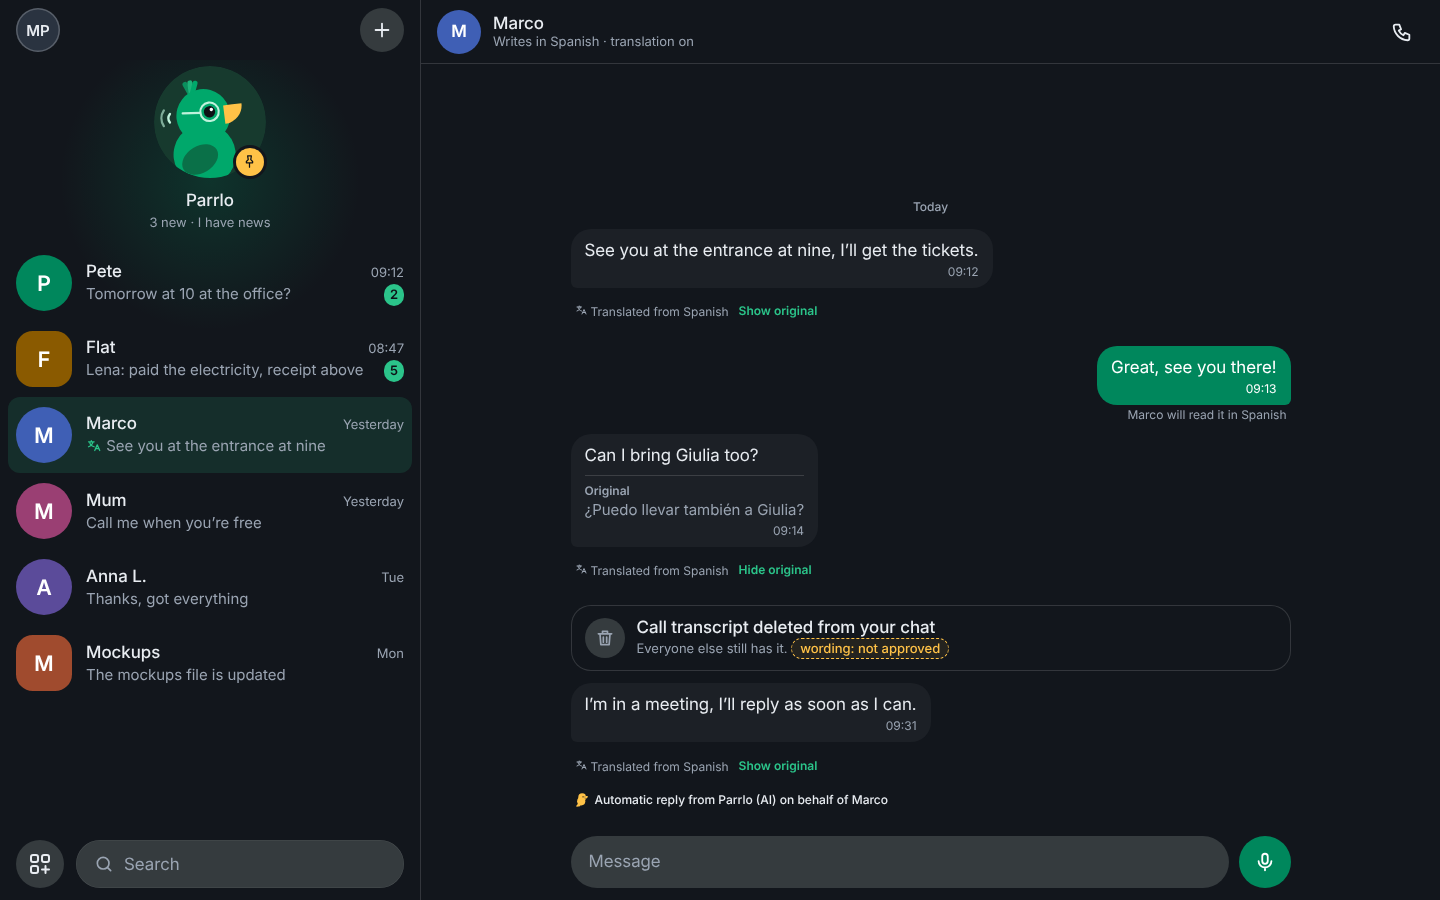 MP
Parrlo
3 new · I have news
P
Pete
09:12
Tomorrow at 10 at the office?
2
F
Flat
08:47
Lena: paid the electricity, receipt above
5
M
Marco
Yesterday
See you at the entrance at nine
M
Mum
Yesterday
Call me when you’re free
A
Anna L.
Tue
Thanks, got everything
M
Mockups
Mon
The mockups file is updated
Search
M
Marco
Writes in Spanish · translation on
Today
See you at the entrance at nine, I’ll get the tickets.
09:12
Translated from Spanish Show original
Great, see you there!
09:13
Marco will read it in Spanish
Can I bring Giulia too?
Original
¿Puedo llevar también a Giulia?
09:14
Translated from Spanish Hide original
Call transcript deleted from your chat
Everyone else still has it. wording: not approved
I’m in a meeting, I’ll reply as soon as I can.
09:31
Translated from Spanish Show original
Automatic reply from Parrlo (AI) on behalf of Marco
Message